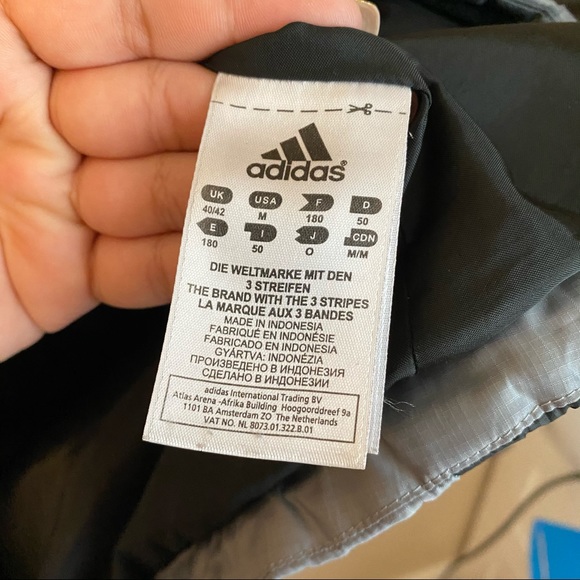 adidas®
UK USA F D
40/42 M 180 50
E I J CDN
180 50 O M/M
DIE WELTMARKE MIT DEN
3 STREIFEN
THE BRAND WITH THE 3 STRIPES
LA MARQUE AUX 3 BANDES
MADE IN INDONESIA
FABRIQUÉ EN INDONÉSIE
FABRICADO EN INDONESIA
GYÁRTVA: INDONÉZIA
ПРОИЗВЕДЕНО В ИНДОНЕЗИЯ
СДЕЛАНО В ИНДОНЕЗИИ
adidas International Trading BV
Atlas Arena -Afrika Building Hoogoorddreef 9a
1101 BA Amsterdam ZO The Netherlands
VAT NO. NL 8073.01.322.B.01